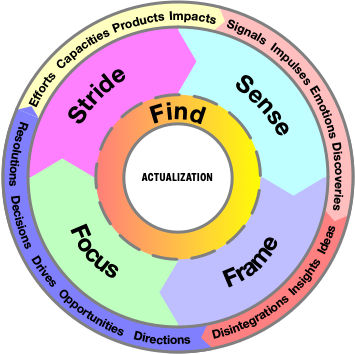 Efforts Capacities Products Impacts
Signals Impulses Emotions Discoveries
Stride
Sense
Find
ACTUALIZATION
Focus
Frame
Resolutions Decisions Drives Opportunities Directions
Disintegrations Insights Ideas